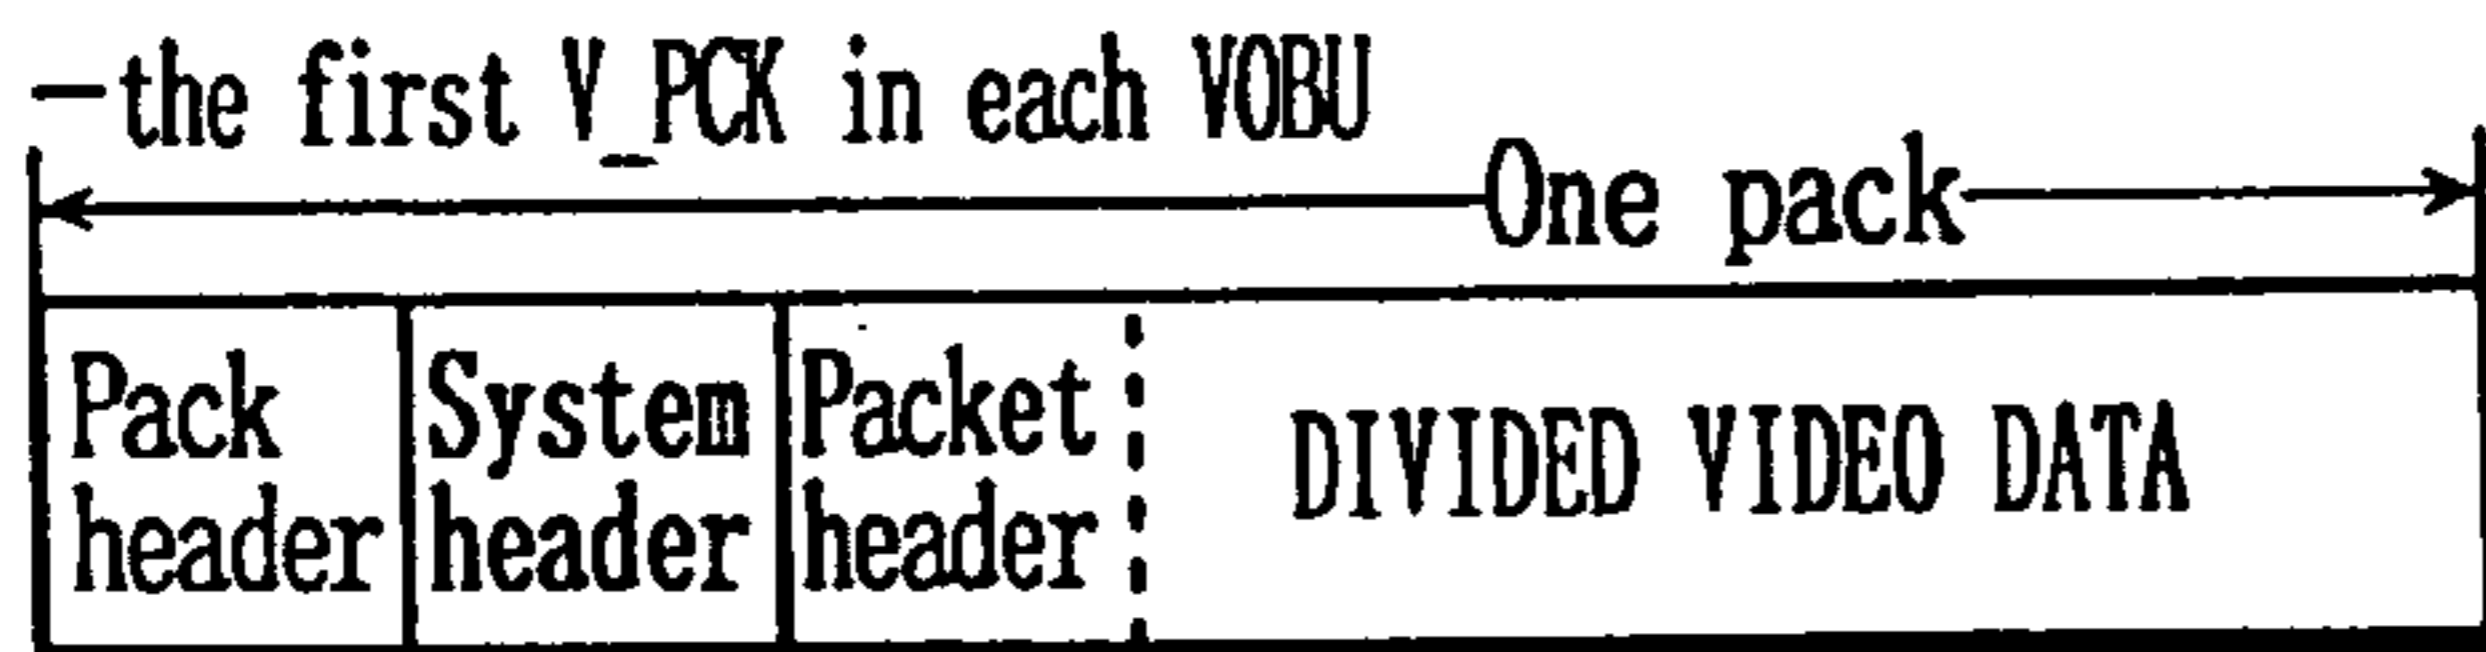 —the first V_PCK in each VOBU
One pack
Pack header
System header
Packet header
DIVIDED VIDEO DATA